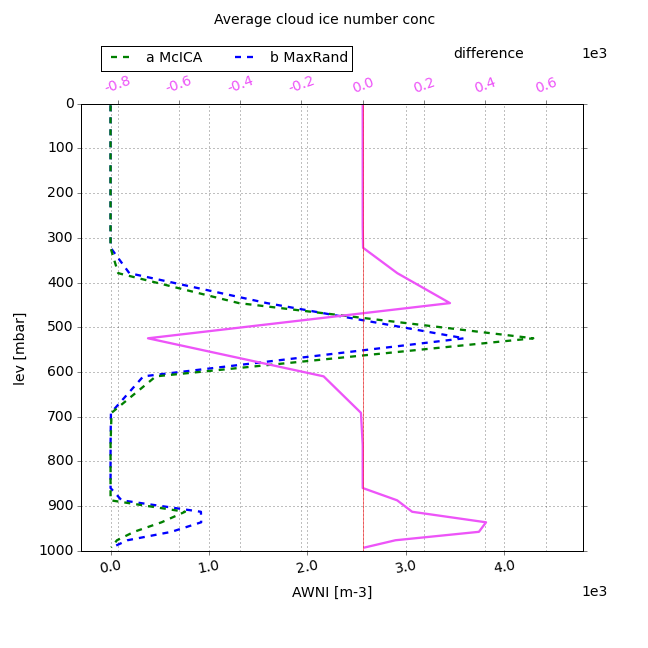 Average cloud ice number conc
a McICA b MaxRand difference 1e3
-0.8 -0.6 -0.4 -0.2 0.0 0.2 0.4 0.6
0
100
200
300
400
500
600
700
800
900
1000
lev [mbar]
0.0 1.0 2.0 3.0 4.0
AWNI [m-3] 1e3